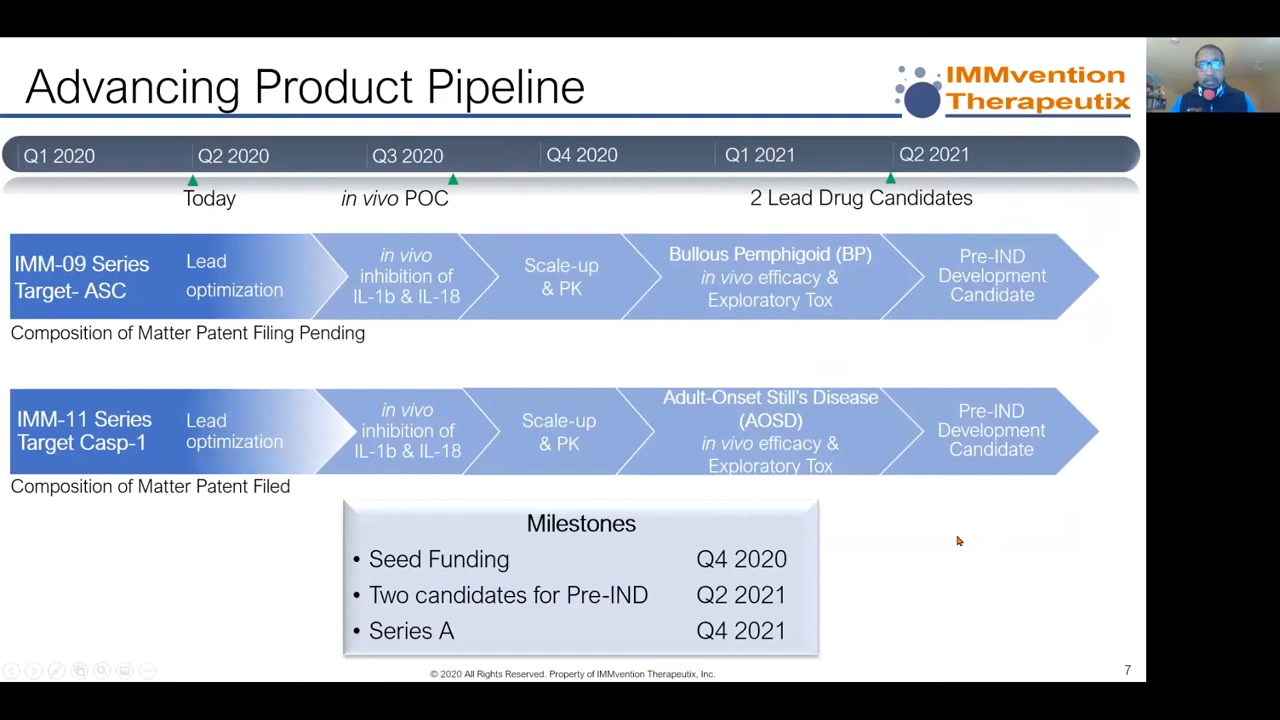 Advancing Product Pipeline
IMMvention
Therapeutix
Q1 2020 Q2 2020 Q3 2020 Q4 2020 Q1 2021 Q2 2021
Today in vivo POC 2 Lead Drug Candidates
IMM-09 Series
Target- ASC
Lead
optimization
in vivo
inhibition of
IL-1b & IL-18
Scale-up
& PK
Bullous Pemphigoid (BP)
in vivo efficacy &
Exploratory Tox
Pre-IND
Development
Candidate
Composition of Matter Patent Filing Pending
IMM-11 Series
Target Casp-1
Lead
optimization
in vivo
inhibition of
IL-1b & IL-18
Scale-up
& PK
Adult-Onset Still's Disease
(AOSD)
in vivo efficacy &
Exploratory Tox
Pre-IND
Development
Candidate
Composition of Matter Patent Filed
Milestones
• Seed Funding Q4 2020
• Two candidates for Pre-IND Q2 2021
• Series A Q4 2021
© 2020 All Rights Reserved. Property of IMMvention Therapeutix, Inc.
7